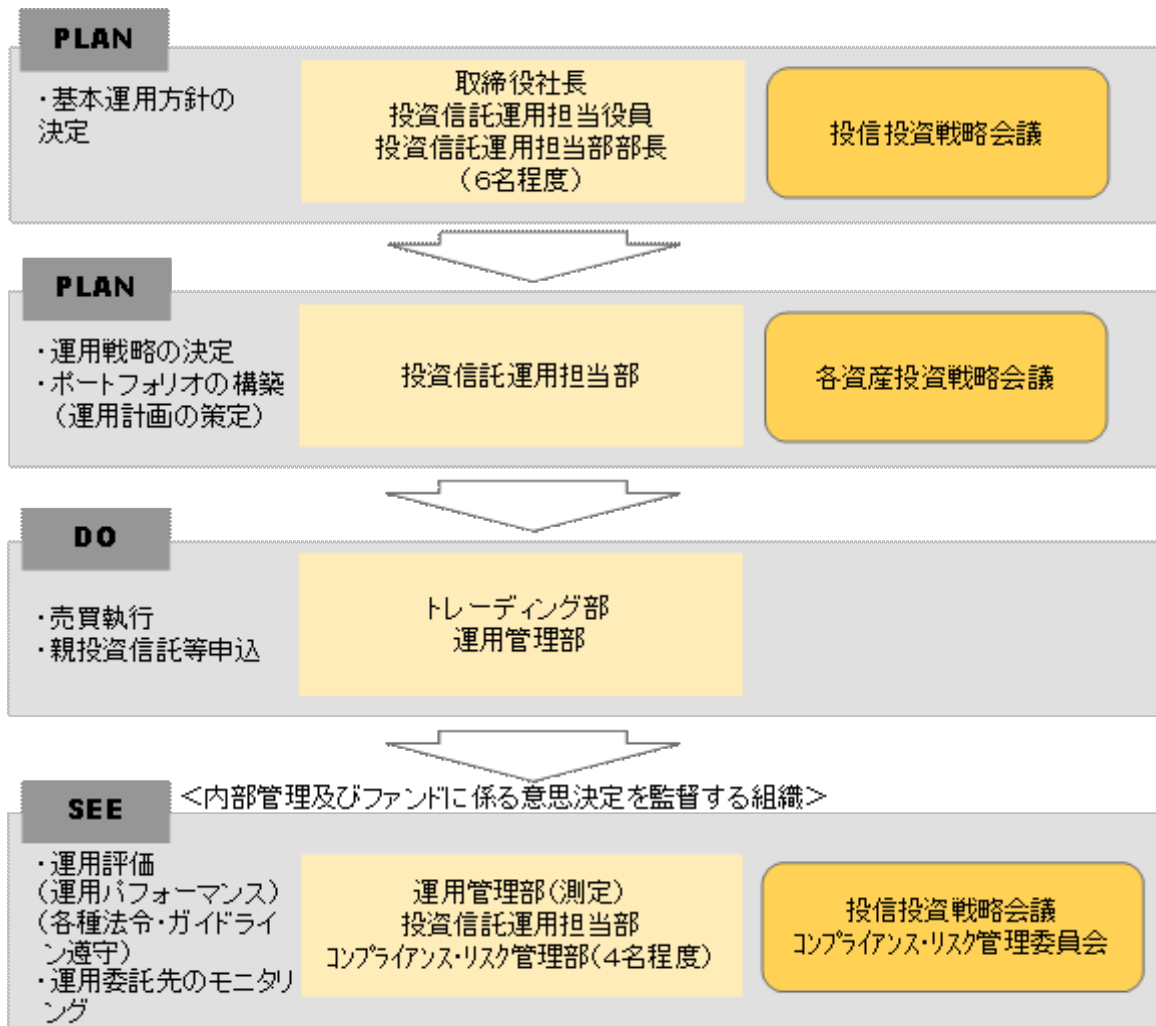 PLAN
・基本運用方針の
決定
取締役社長
投資信託運用担当役員
投資信託運用担当部部長
（6名程度）
投信投資戦略会議
PLAN
・運用戦略の決定
・ポートフォリオの構築
（運用計画の策定）
投資信託運用担当部
各資産投資戦略会議
DO
・売買執行
・親投資信託等申込
トレーディング部
運用管理部
SEE
＜内部管理及びファンドに係る意思決定を監督する組織＞
・運用評価
（運用パフォーマンス）
（各種法令・ガイドライ
ン遵守）
・運用委託先のモニタリ
ング
運用管理部（測定）
投資信託運用担当部
コンプライアンス・リスク管理部（4名程度）
投信投資戦略会議
コンプライアンス・リスク管理委員会